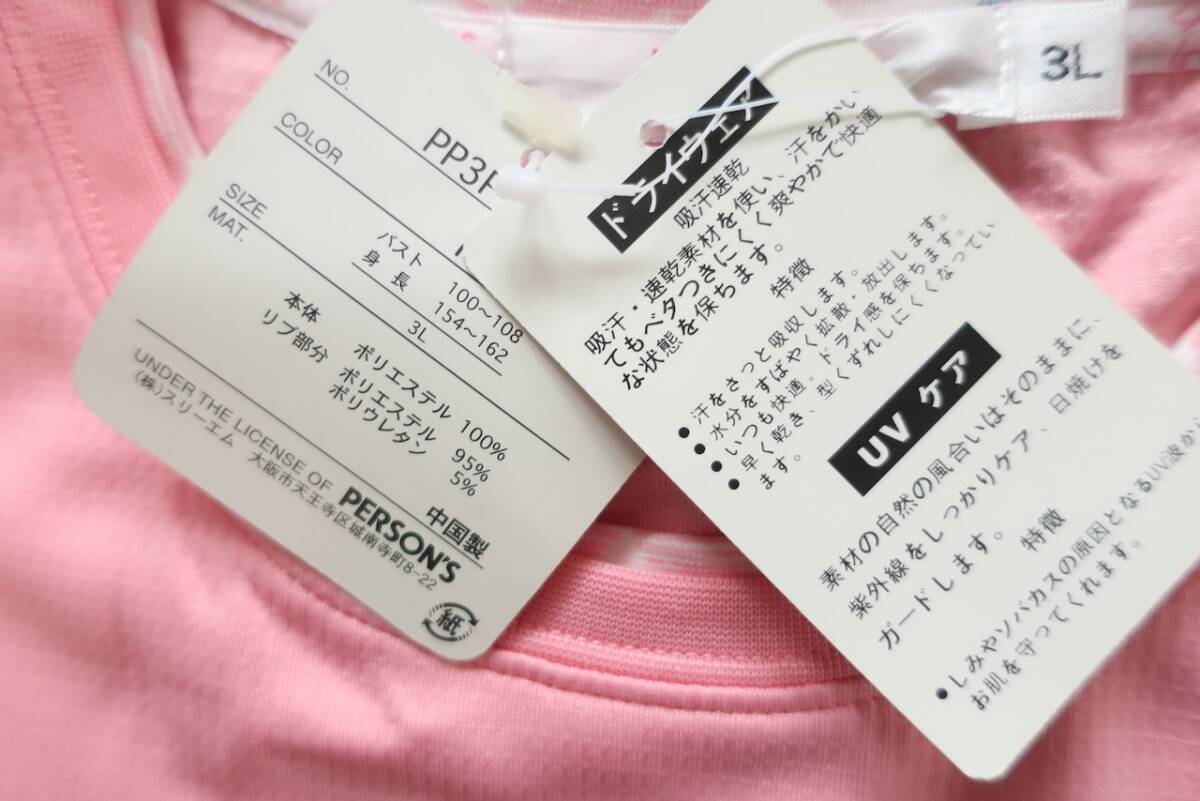 NO.
PP3
COLOR
SIZE
バスト 100〜108
身長 154〜162
3L
MAT.
本体 ポリエステル 100%
リブ部分 ポリエステル 95%
ポリウレタン 5%
中国製
UNDER THE LICENSE OF PERSON'S
(株)スリーエム 大阪市天王寺区城南寺町8-22
紙
ドライウェア
吸汗速乾
吸汗・速乾素材を使い、汗をかい
てもベタつきにくく爽やかで快適
な状態を保ちます。
特徴
●汗をさっと吸収します。
●水分をすばやく拡散・放出します。
●いつも快適。ドライ感を保ちます。
●早く乾き、型くずれしにくくなってい
ます。
UV ケア
素材の自然の風合いはそのままに、
紫外線をしっかりケア、日焼けを
ガードします。
特徴
●しみやソバカスの原因となるUV波か
お肌を守ってくれます。
3L